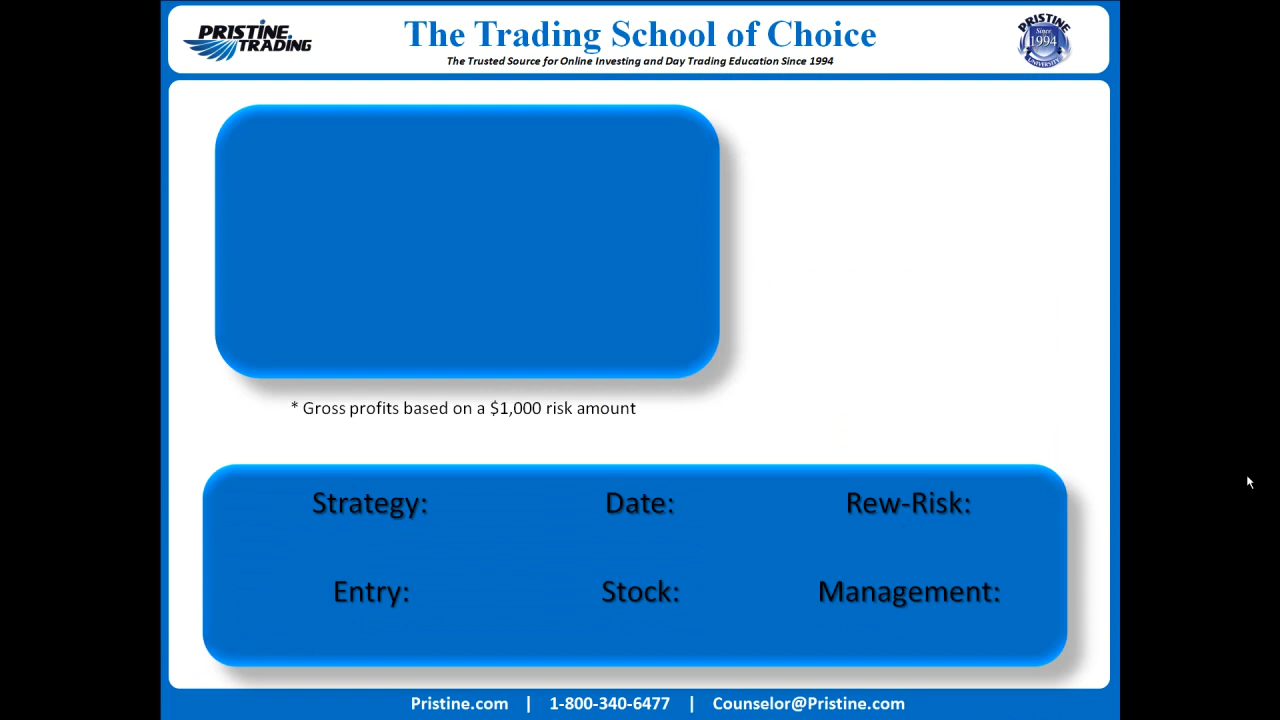 PRISTINE
TRADING
The Trading School of Choice
The Trusted Source for Online Investing and Day Trading Education Since 1994
PRISTINE
Since
1994
UNIVERSITY
* Gross profits based on a $1,000 risk amount
Strategy: Date: Rew-Risk:
Entry: Stock: Management:
Pristine.com | 1-800-340-6477 | Counselor@Pristine.com